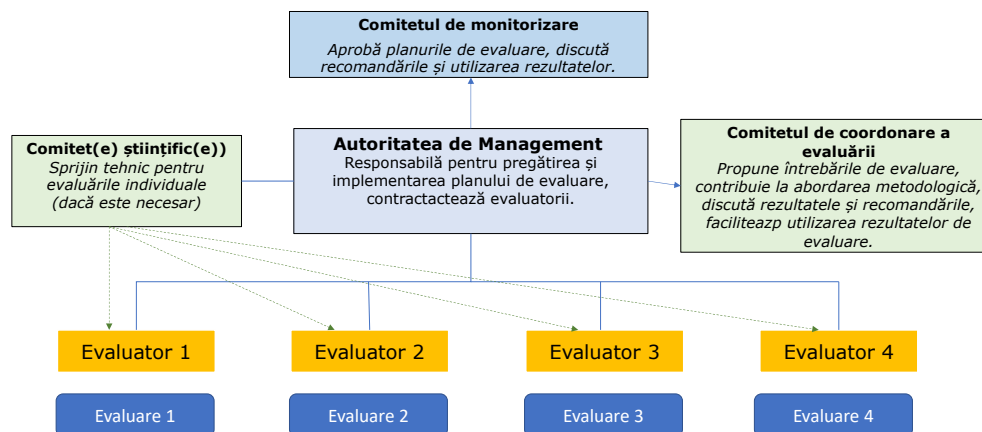 Comitetul de monitorizare
Aprobă planurile de evaluare, discută
recomandările și utilizarea rezultatelor.
Comitet(e) științific(e))
Sprijin tehnic pentru
evaluările individuale
(dacă este necesar)
Autoritatea de Management
Responsabilă pentru pregătirea și
implementarea planului de evaluare,
contractactează evaluatorii.
Comitetul de coordonare a
evaluării
Propune întrebările de evaluare,
contribuie la abordarea metodologică,
discută rezultatele și recomandările,
faciliteazp utilizarea rezultatelor de
evaluare.
Evaluator 1
Evaluator 2
Evaluator 3
Evaluator 4
Evaluare 1
Evaluare 2
Evaluare 3
Evaluare 4